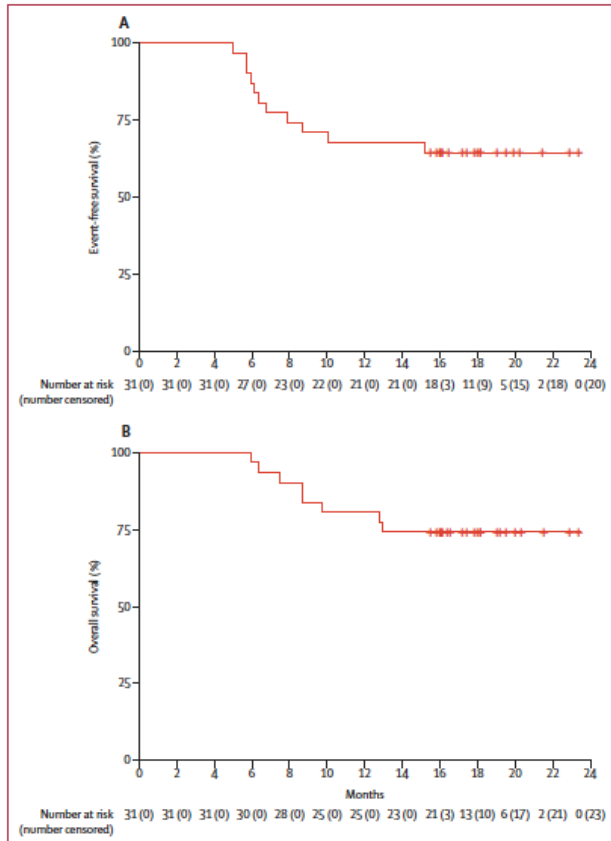 A
100
75
50
25
0
Event-free survival (%)
0 2 4 6 8 10 12 14 16 18 20 22 24
Number at risk 31 (0) 31 (0) 31 (0) 27 (0) 23 (0) 22 (0) 21 (0) 21 (0) 18 (3) 11 (9) 5 (15) 2 (18) 0 (20)
(number censored)
B
100
75
50
25
0
Overall survival (%)
0 2 4 6 8 10 12 14 16 18 20 22 24
Months
Number at risk 31 (0) 31 (0) 31 (0) 30 (0) 28 (0) 25 (0) 25 (0) 23 (0) 21 (3) 13 (10) 6 (17) 2 (21) 0 (23)
(number censored)